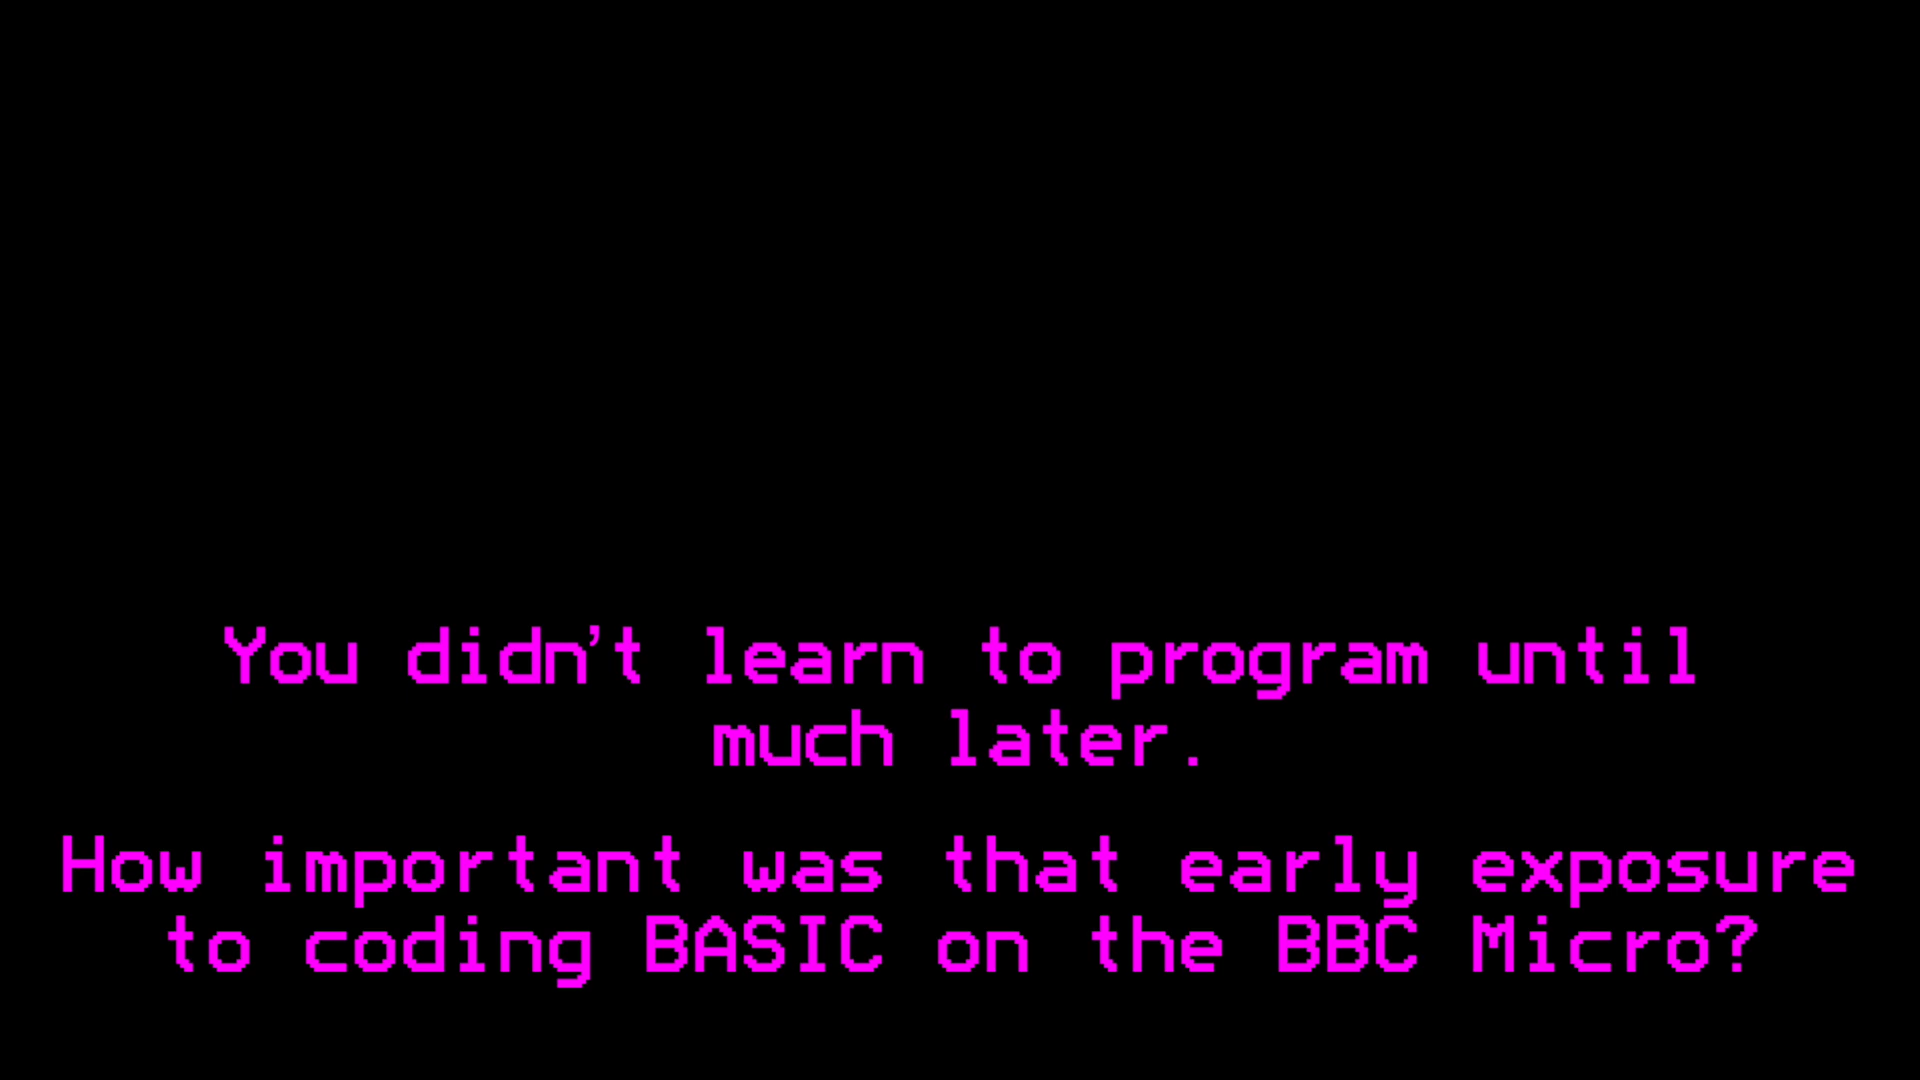 You didn’t learn to program until
much later.
How important was that early exposure
to coding BASIC on the BBC Micro?